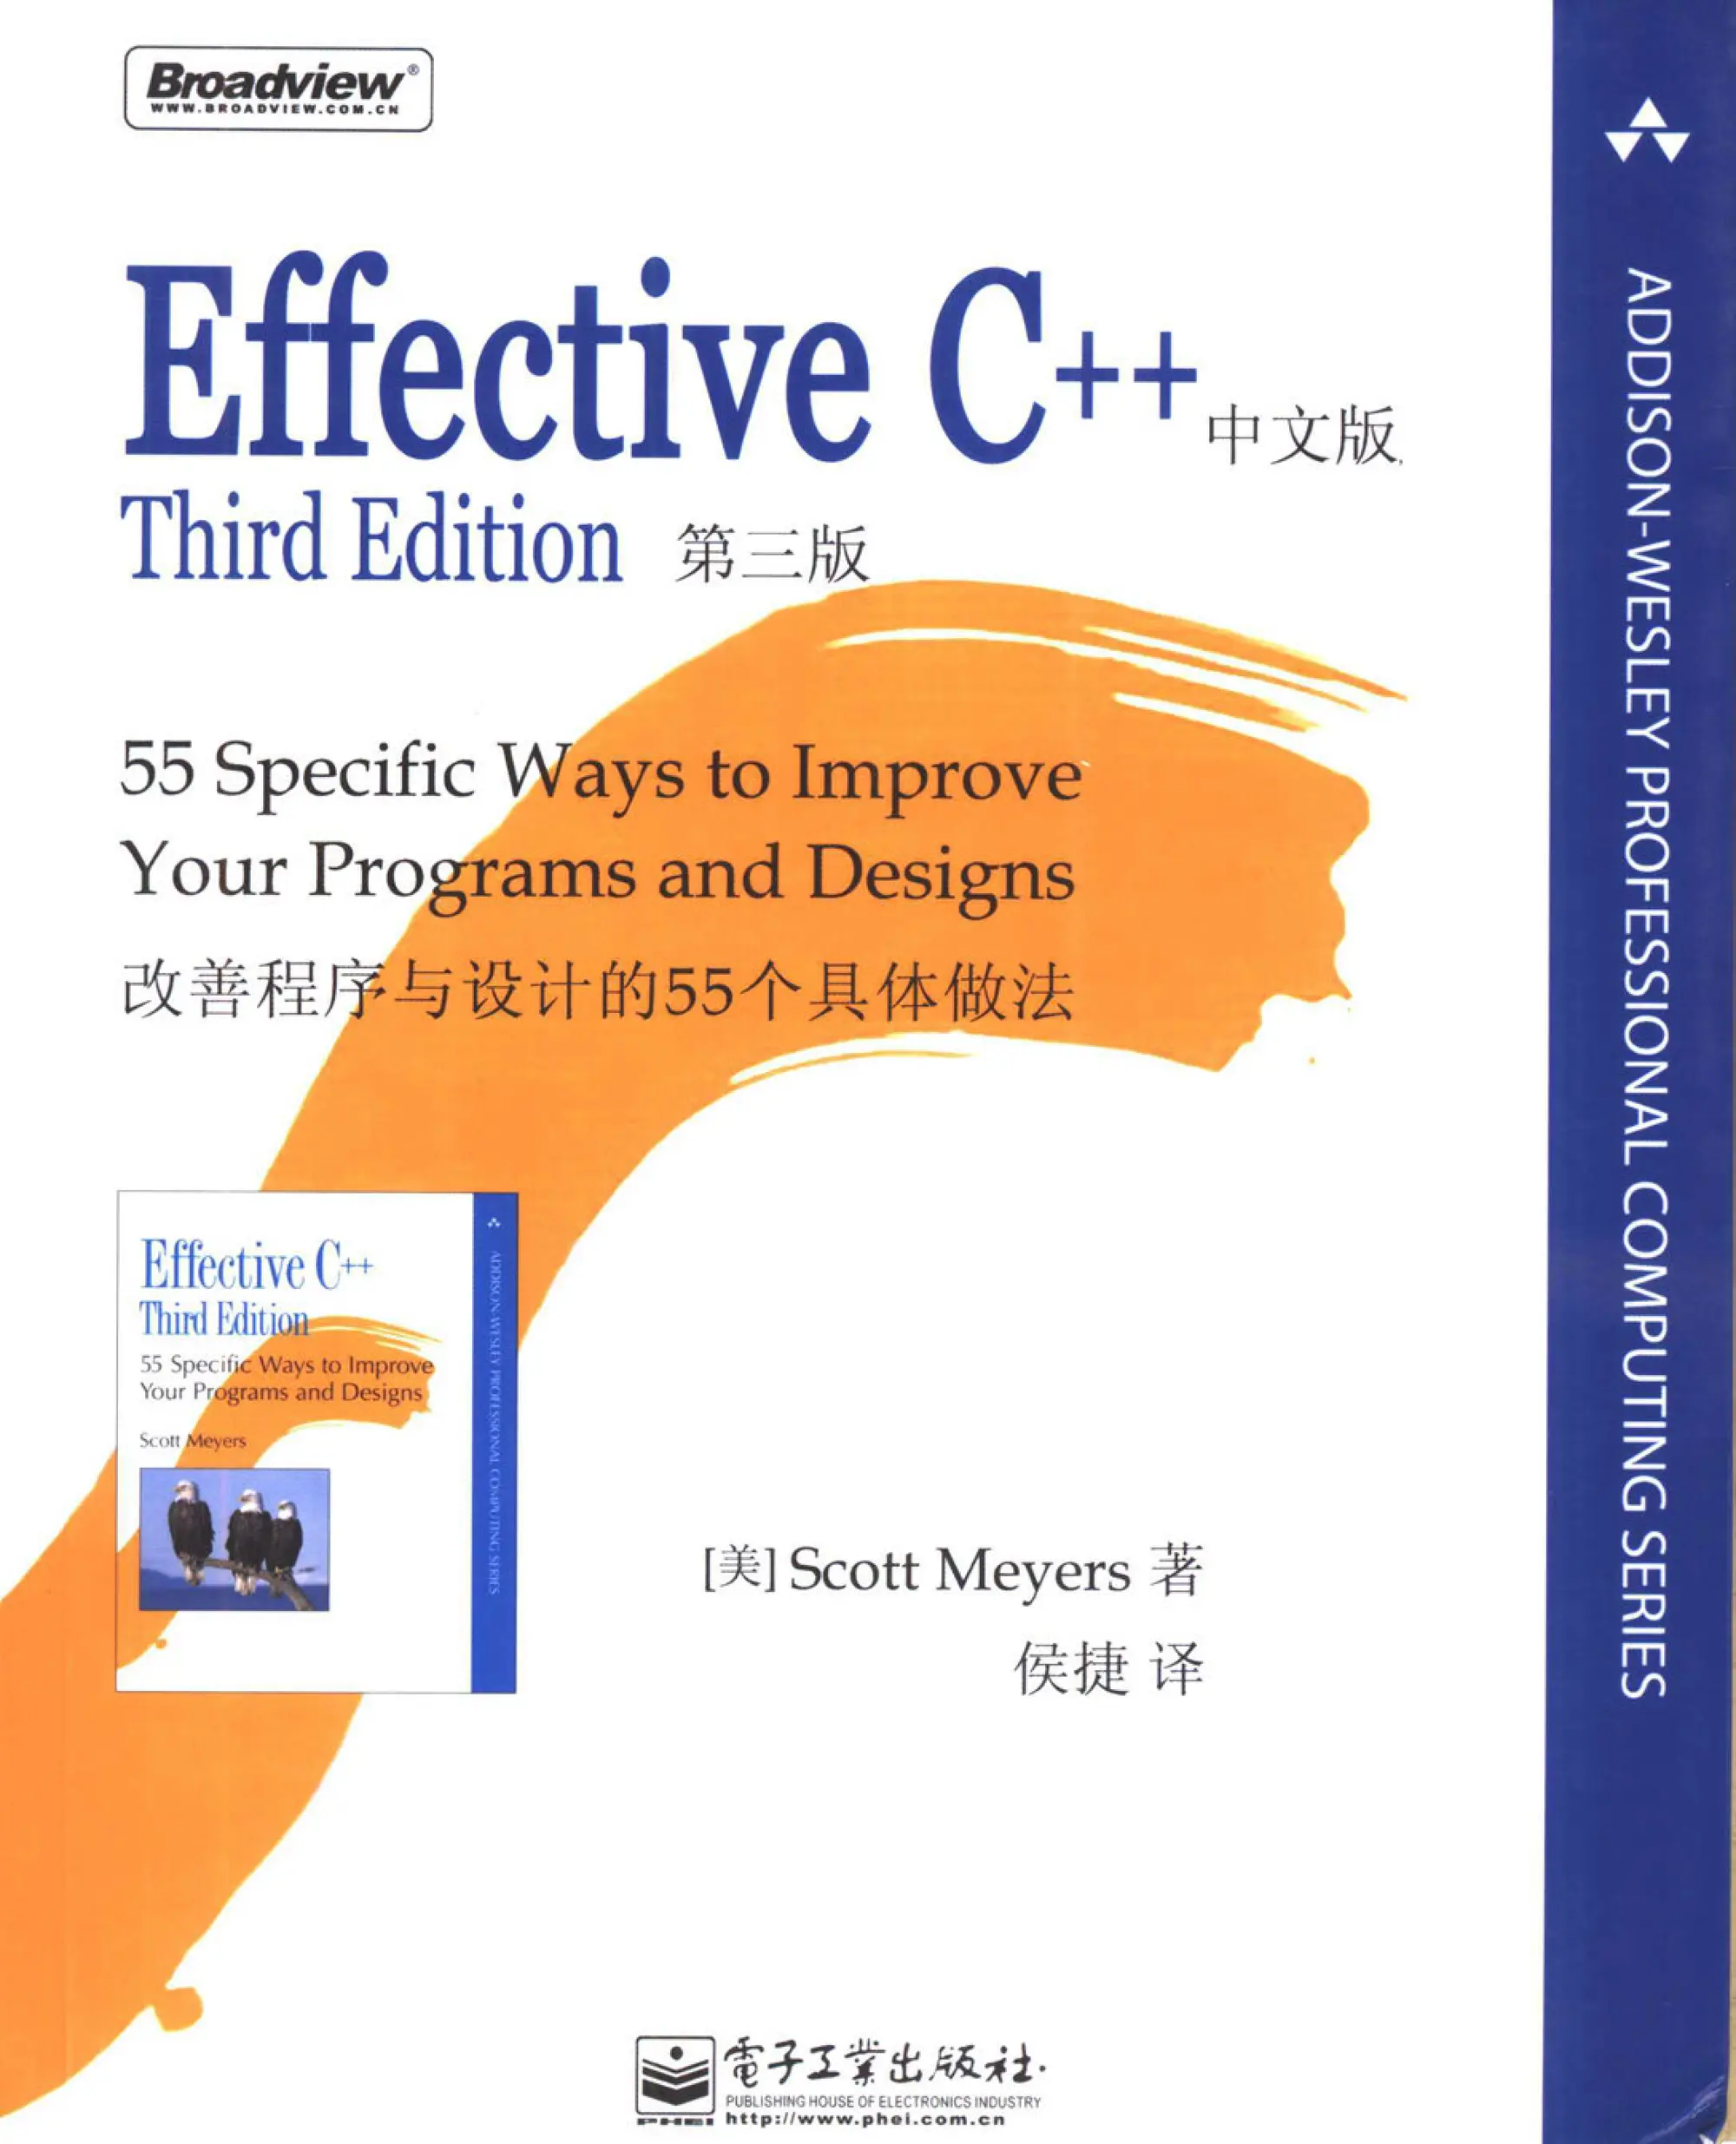 Broadview®
WWW.BROADVIEW.COM.CN
Effective C++ 中文版
Third Edition 第三版
55 Specific Ways to Improve
Your Programs and Designs
改善程序与设计的55个具体做法
Effective C++
Third Edition
55 Specific Ways to Improve
Your Programs and Designs
Scott Meyers
ADDISON-WESLEY PROFESSIONAL COMPUTING SERIES
[美] Scott Meyers 著
侯捷 译
電子工業出版社.
PUBLISHING HOUSE OF ELECTRONICS INDUSTRY
PHEI http://www.phei.com.cn
ADDISON-WESLEY PROFESSIONAL COMPUTING SERIES